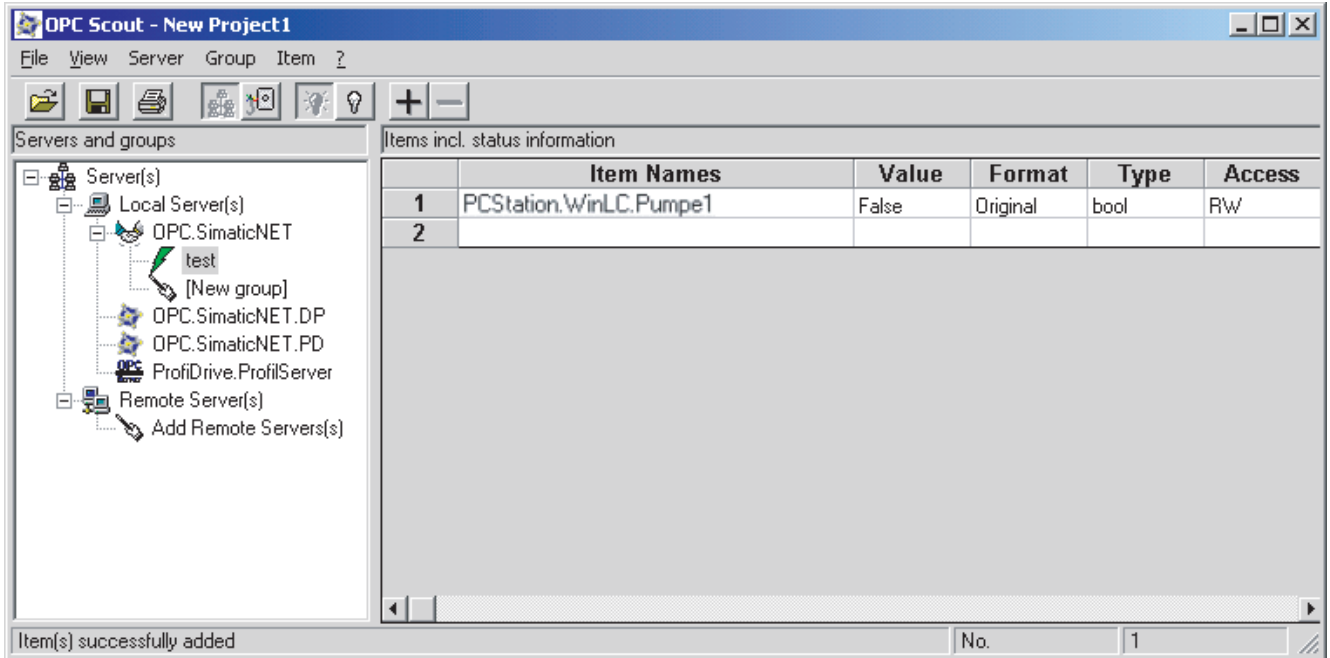 OPC Scout - New Project1
File View Server Group Item ?
Servers and groups
Items incl. status information
Server(s)
Local Server(s)
OPC.SimaticNET
test
[New group]
OPC.SimaticNET.DP
OPC.SimaticNET.PD
OPC ProfiDrive.ProfilServer
Remote Server(s)
Add Remote Servers(s)
Item Names Value Format Type Access
1 PCStation.WinLC.Pumpe1 False Original bool RW
2
Item(s) successfully added No. 1